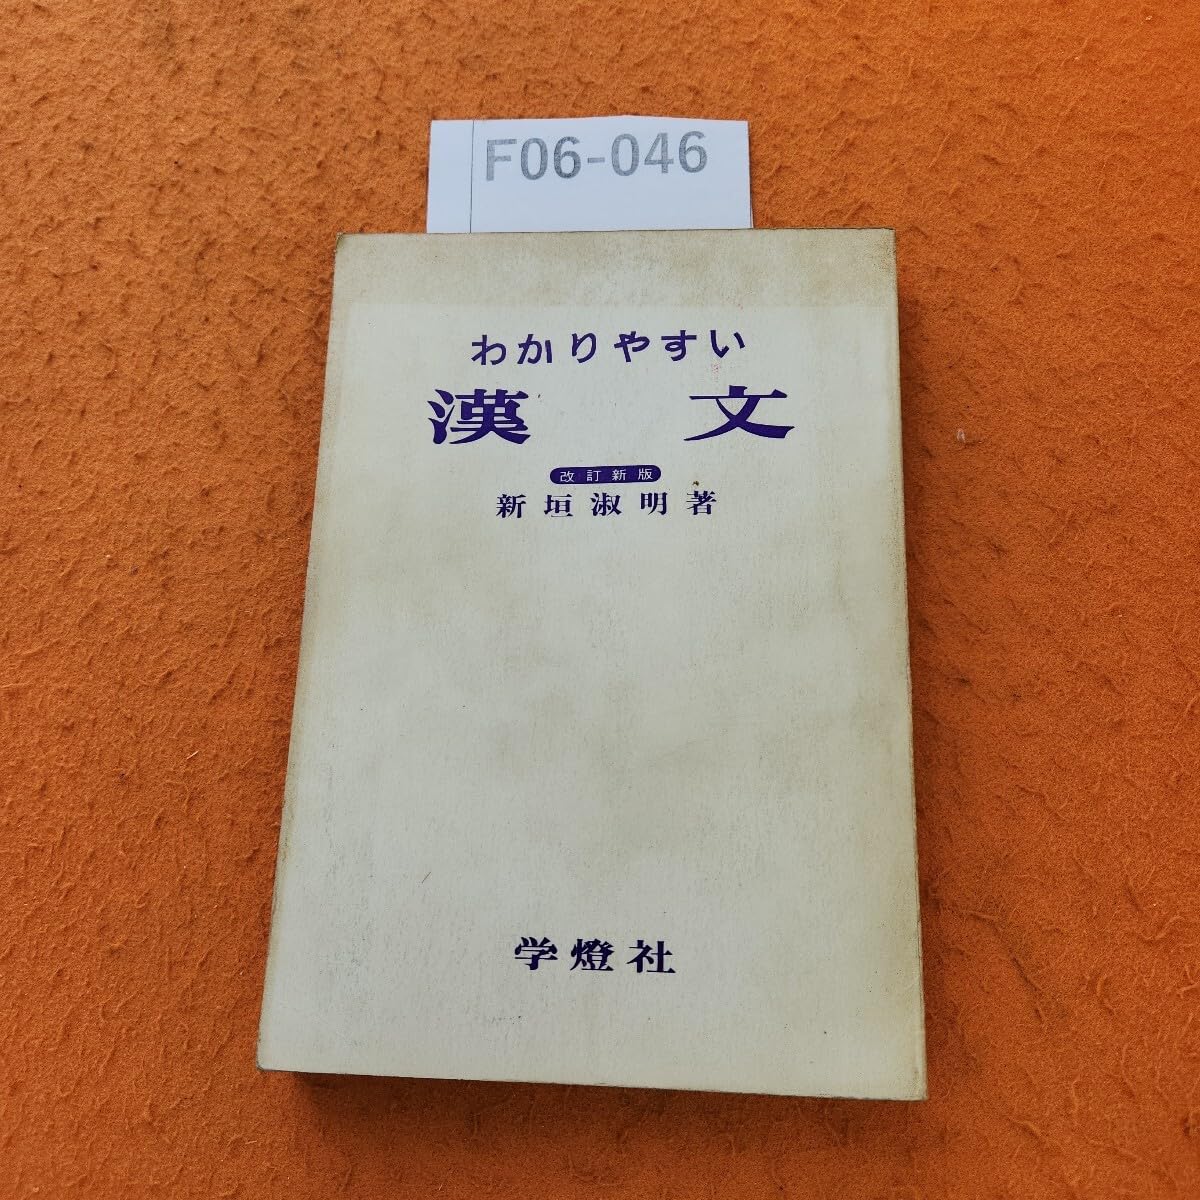 F06-046
わかりやすい
漢 文
改訂新版
新垣淑明著
学燈社